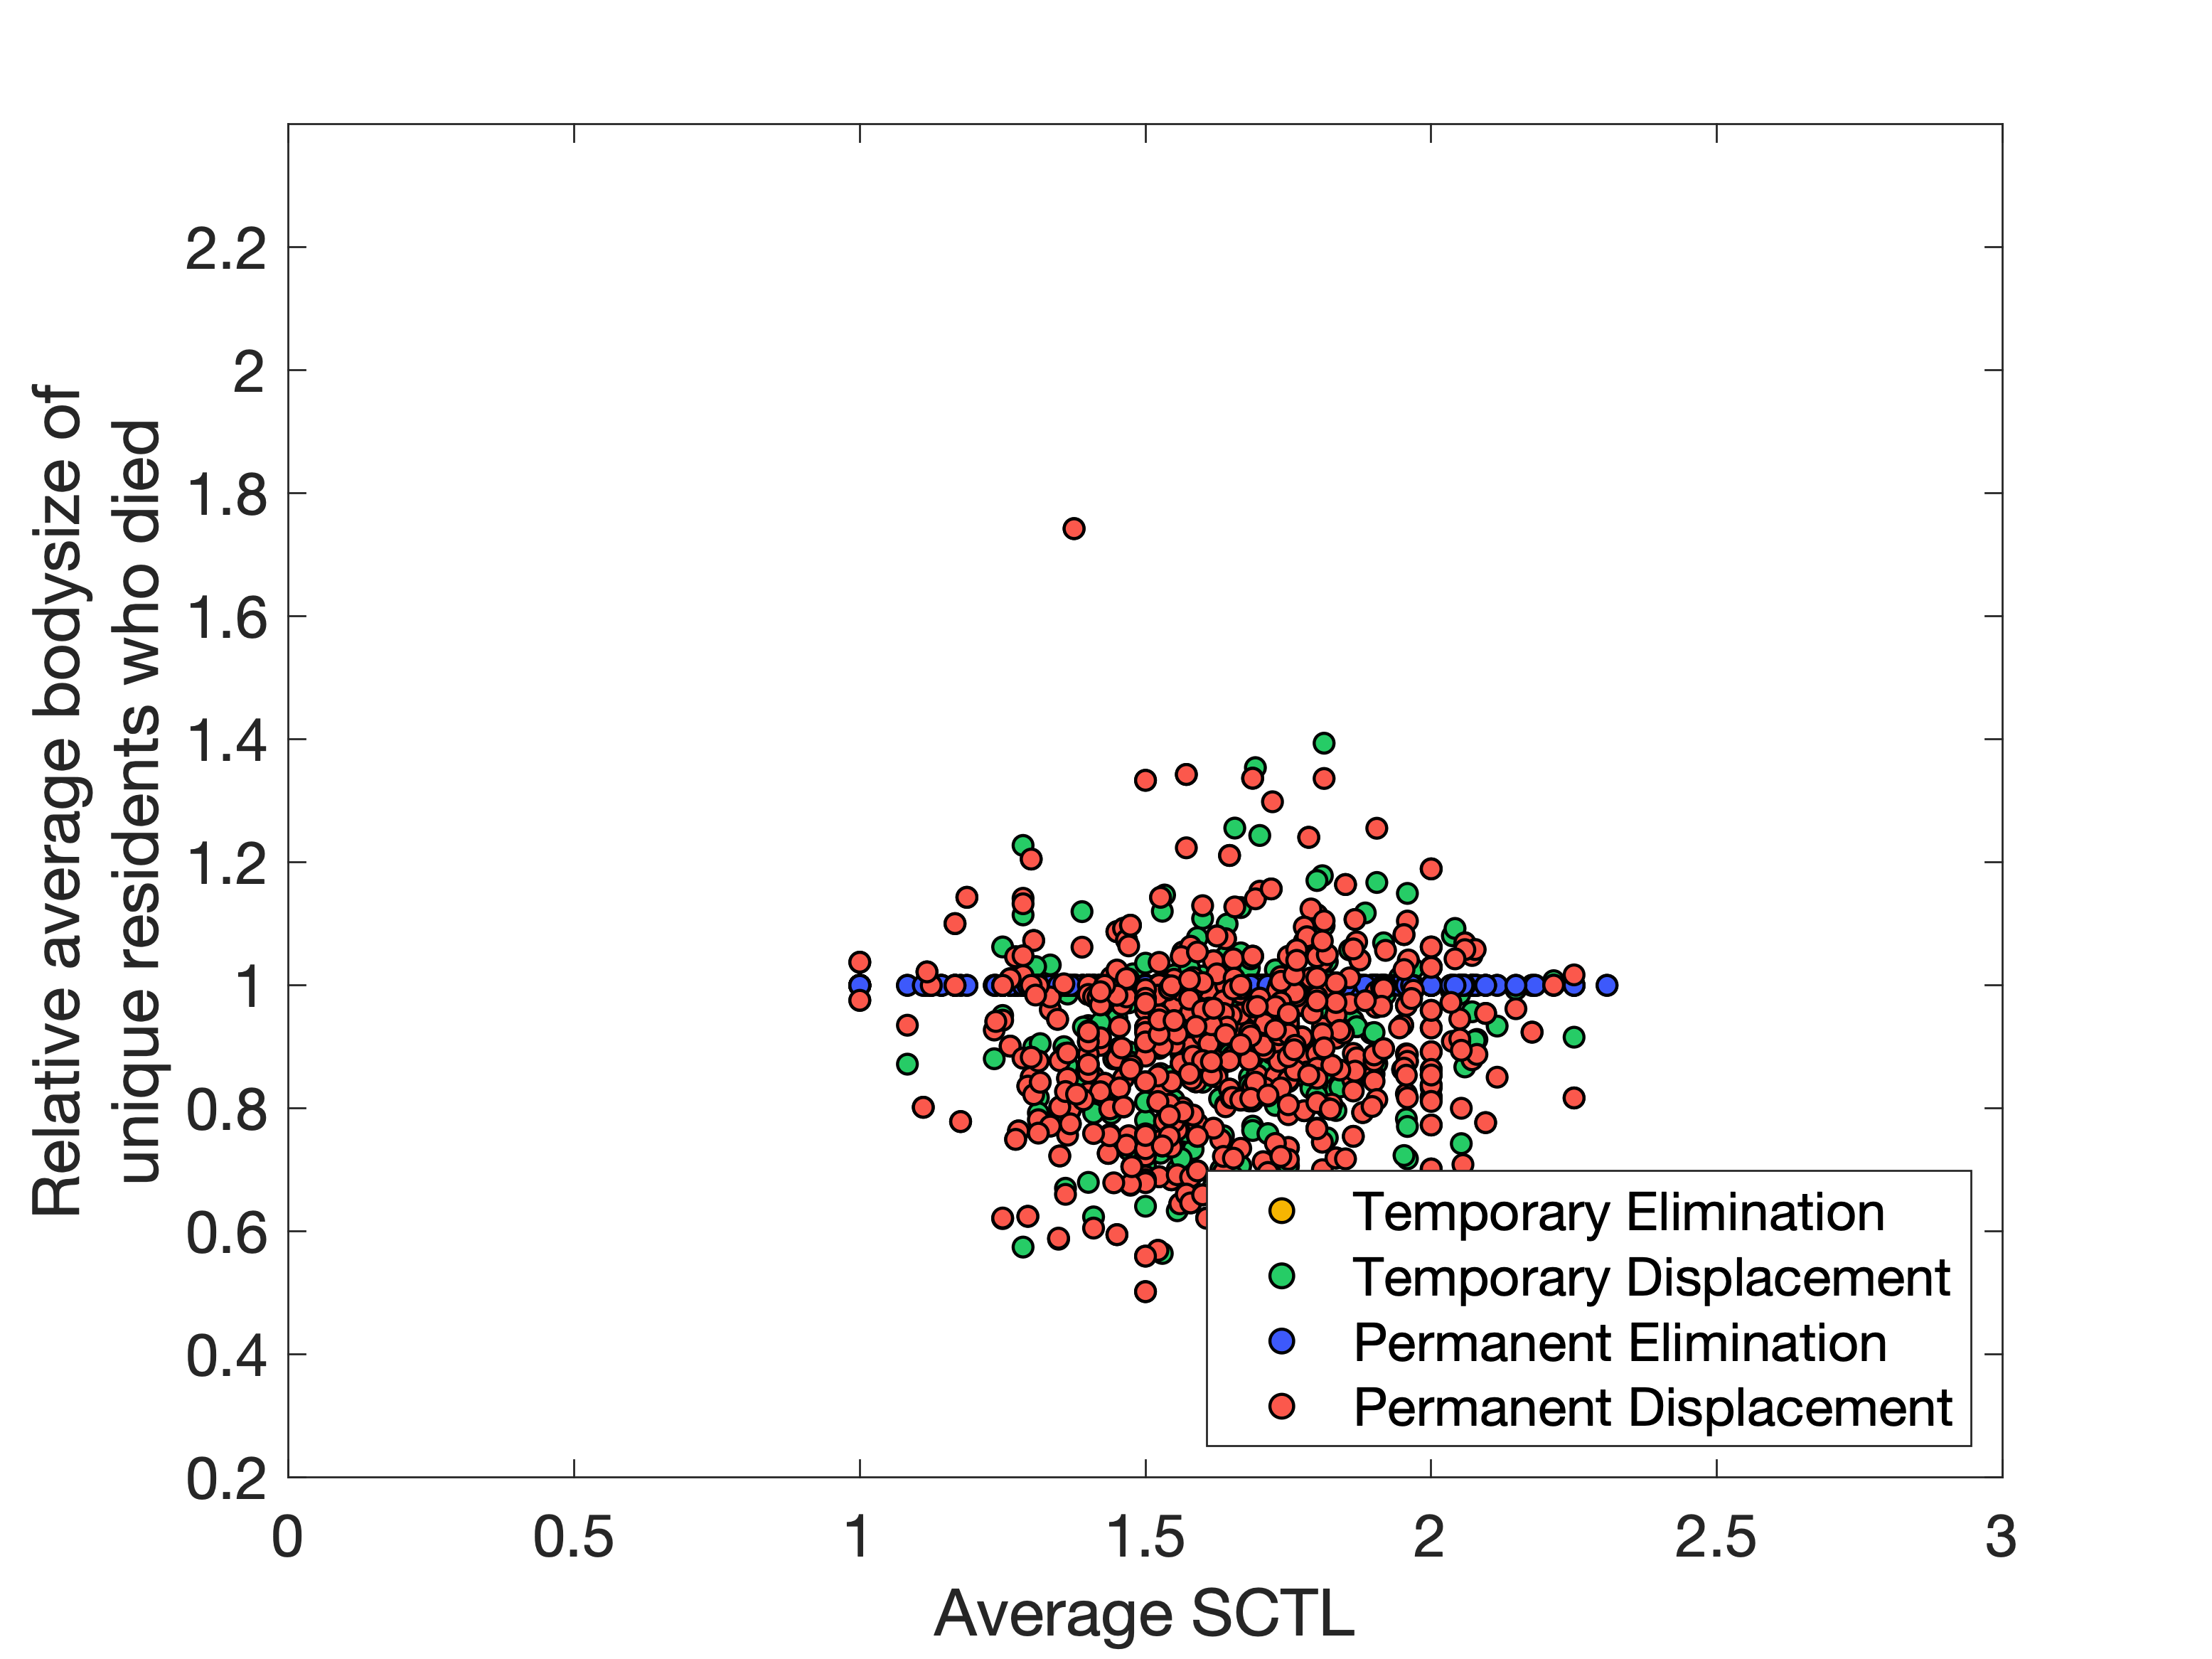 Relative average bodysize of
unique residents who died
2.2
2
1.8
1.6
1.4
1.2
1
0.8
0.6
0.4
0.2
0
0.5
1
1.5
2
2.5
3
Average SCTL
Temporary Elimination
Temporary Displacement
Permanent Elimination
Permanent Displacement